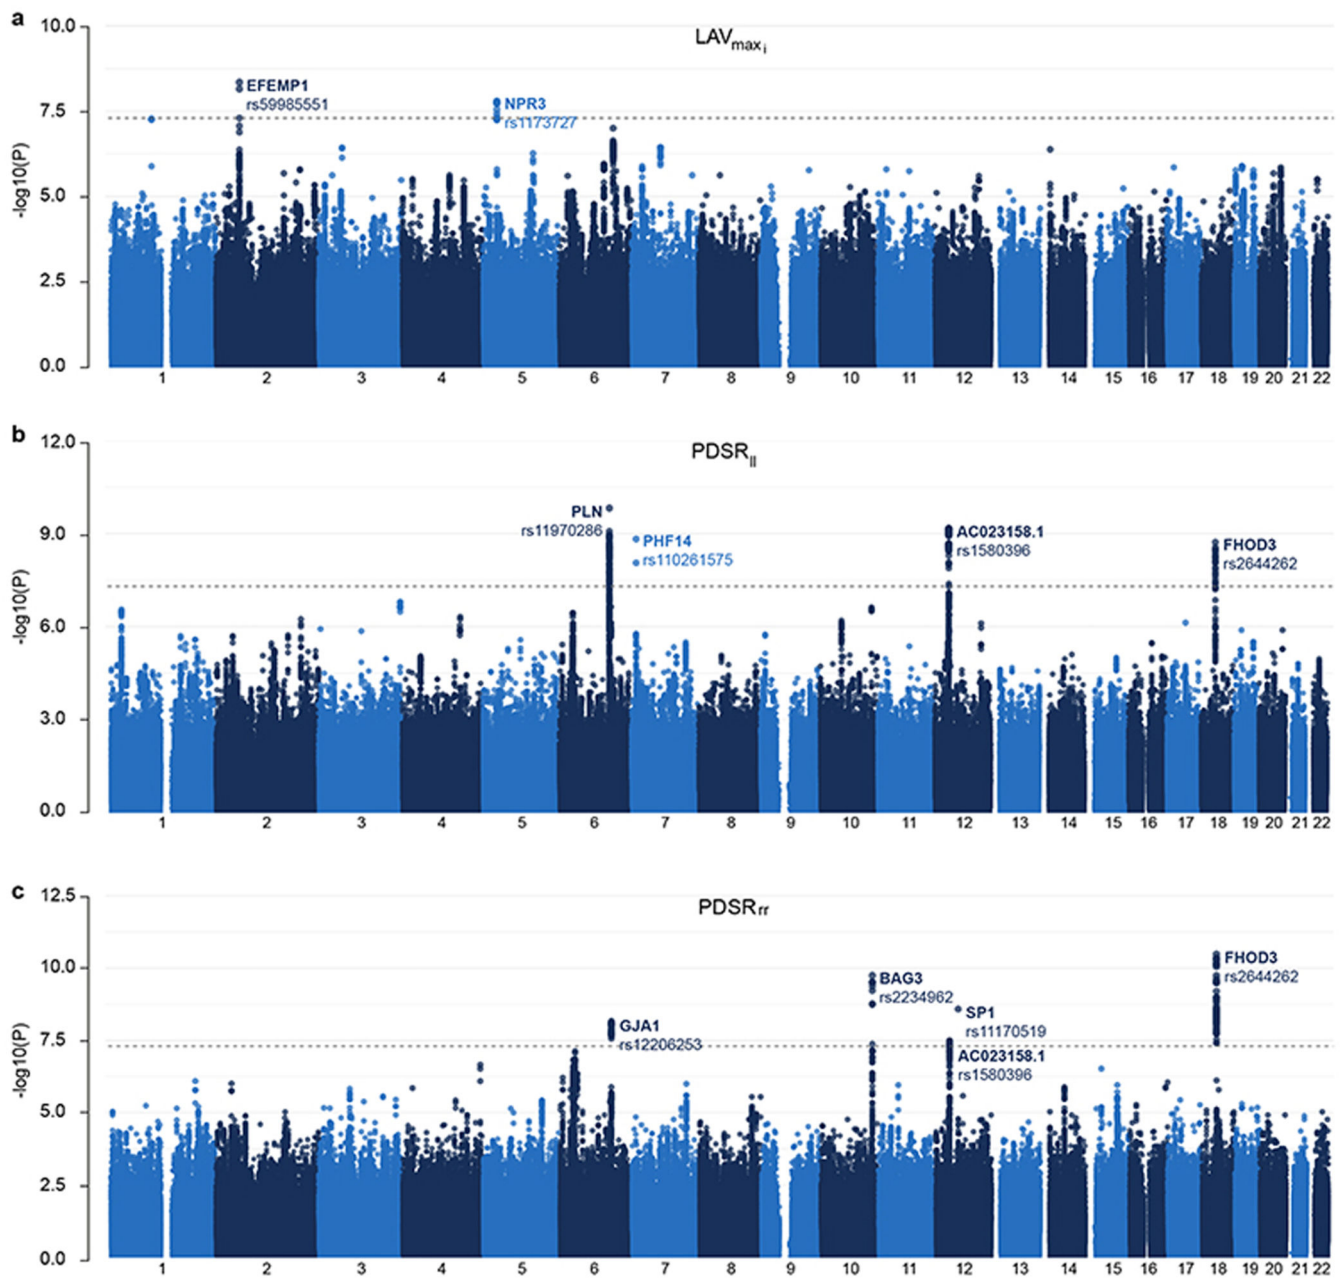 a
LAVmaxi
10.0
7.5
5.0
2.5
0.0
-log10(P)
EFEMP1
rs59985551
NPR3
rs1173727
1 2 3 4 5 6 7 8 9 10 11 12 13 14 15 16 17 18 19 20 21 22
b
PDSRll
12.0
9.0
6.0
3.0
0.0
-log10(P)
PLN
rs11970286
PHF14
rs110261575
AC023158.1
rs1580396
FHOD3
rs2644262
1 2 3 4 5 6 7 8 9 10 11 12 13 14 15 16 17 18 19 20 21 22
c
PDSRrr
12.5
10.0
7.5
5.0
2.5
0.0
-log10(P)
GJA1
rs12206253
BAG3
rs2234962
SP1
rs11170519
AC023158.1
rs1580396
FHOD3
rs2644262
1 2 3 4 5 6 7 8 9 10 11 12 13 14 15 16 17 18 19 20 21 22